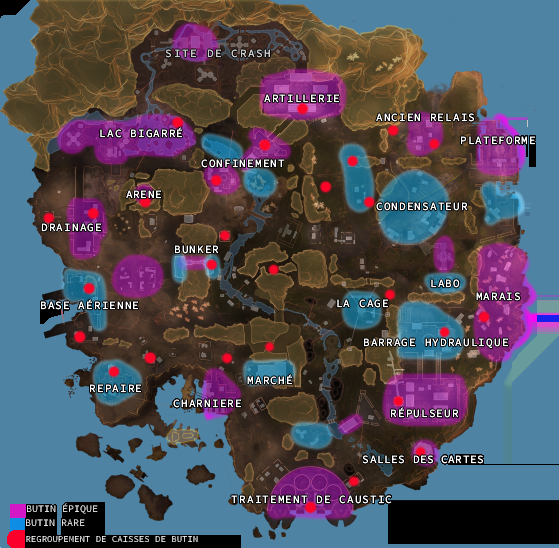 SITE DE CRASH
ARTILLERIE
ANCIEN RELAIS
LAC BIGARRÉ
PLATEFORME
CONFINEMENT
ARENE
CONDENSATEUR
DRAINAGE
BUNKER
LABO
MARAIS
BASE AÉRIENNE
LA CAGE
BARRAGE HYDRAULIQUE
MARCHÉ
REPAIRE
CHARNIERE
RÉPULSEUR
SALLES DES CARTES
TRAITEMENT DE CAUSTIC
BUTIN ÉPIQUE
BUTIN RARE
REGROUPEMENT DE CAISSES DE BUTIN